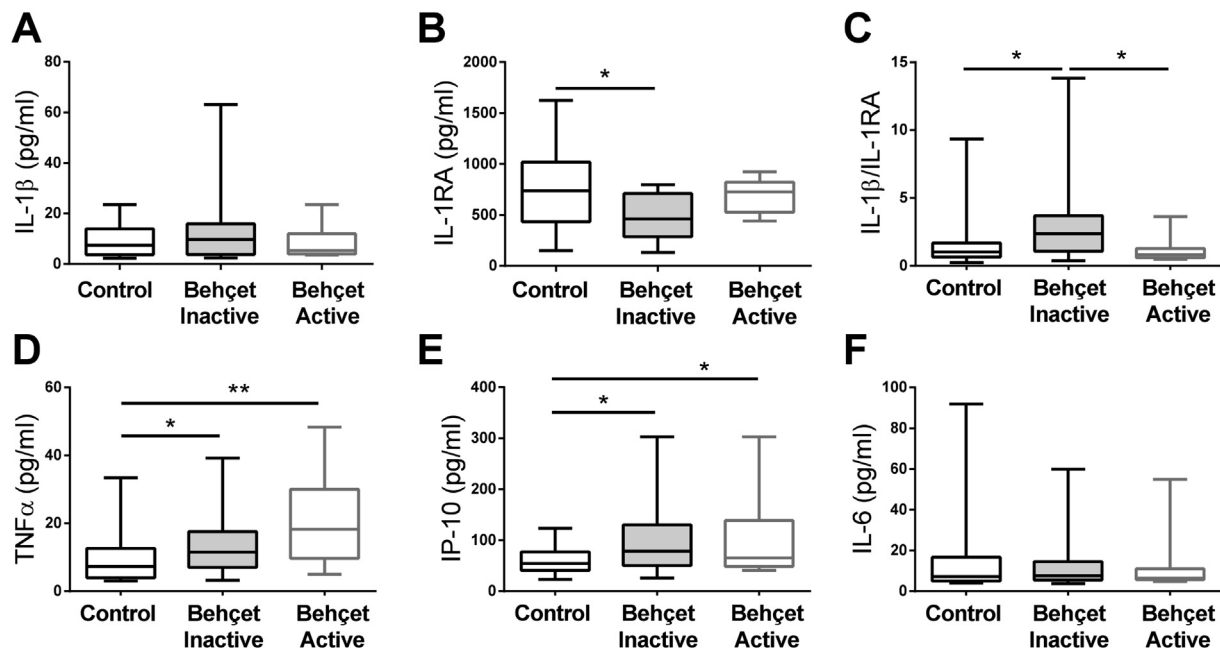 A
IL-1β (pg/ml)
80
60
40
20
0
Control
Behçet
Inactive
Behçet
Active
B
IL-1RA (pg/ml)
2000
1500
1000
500
0
*
Control
Behçet
Inactive
Behçet
Active
C
IL-1β/IL-1RA
15
10
5
0
*
*
Control
Behçet
Inactive
Behçet
Active
D
TNFα (pg/ml)
60
40
20
0
**
*
Control
Behçet
Inactive
Behçet
Active
E
IP-10 (pg/ml)
400
300
200
100
0
*
*
Control
Behçet
Inactive
Behçet
Active
F
IL-6 (pg/ml)
100
80
60
40
20
0
Control
Behçet
Inactive
Behçet
Active